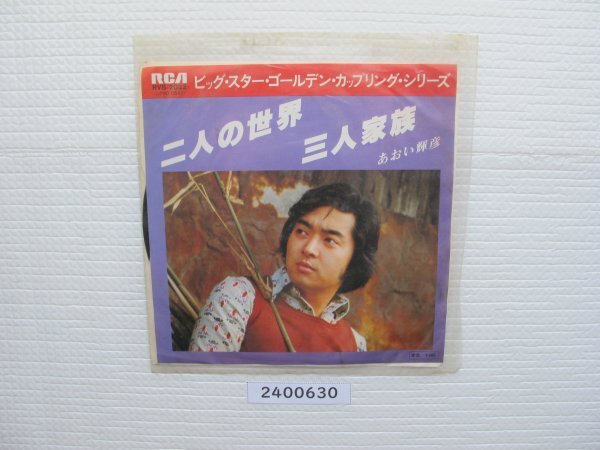 RCA
ビッグ・スター・ゴールデン・カップリング・シリーズ
二人の世界
三人家族
あおい輝彦
2400630